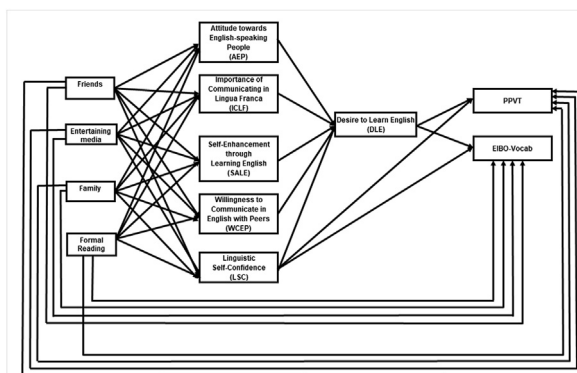 Attitude towards
English-speaking
People
(AEP)
Friends
Importance of
Communicating in
Lingua Franca
(ICLF)
PPVT
Entertaining
media
Desire to Learn English
(DLE)
Self-Enhancement
through
Learning English
(SALE)
EIBO-Vocab
Family
Willingness to
Communicate in
English with Peers
(WCEP)
Formal
Reading
Linguistic
Self-Confidence
(LSC)